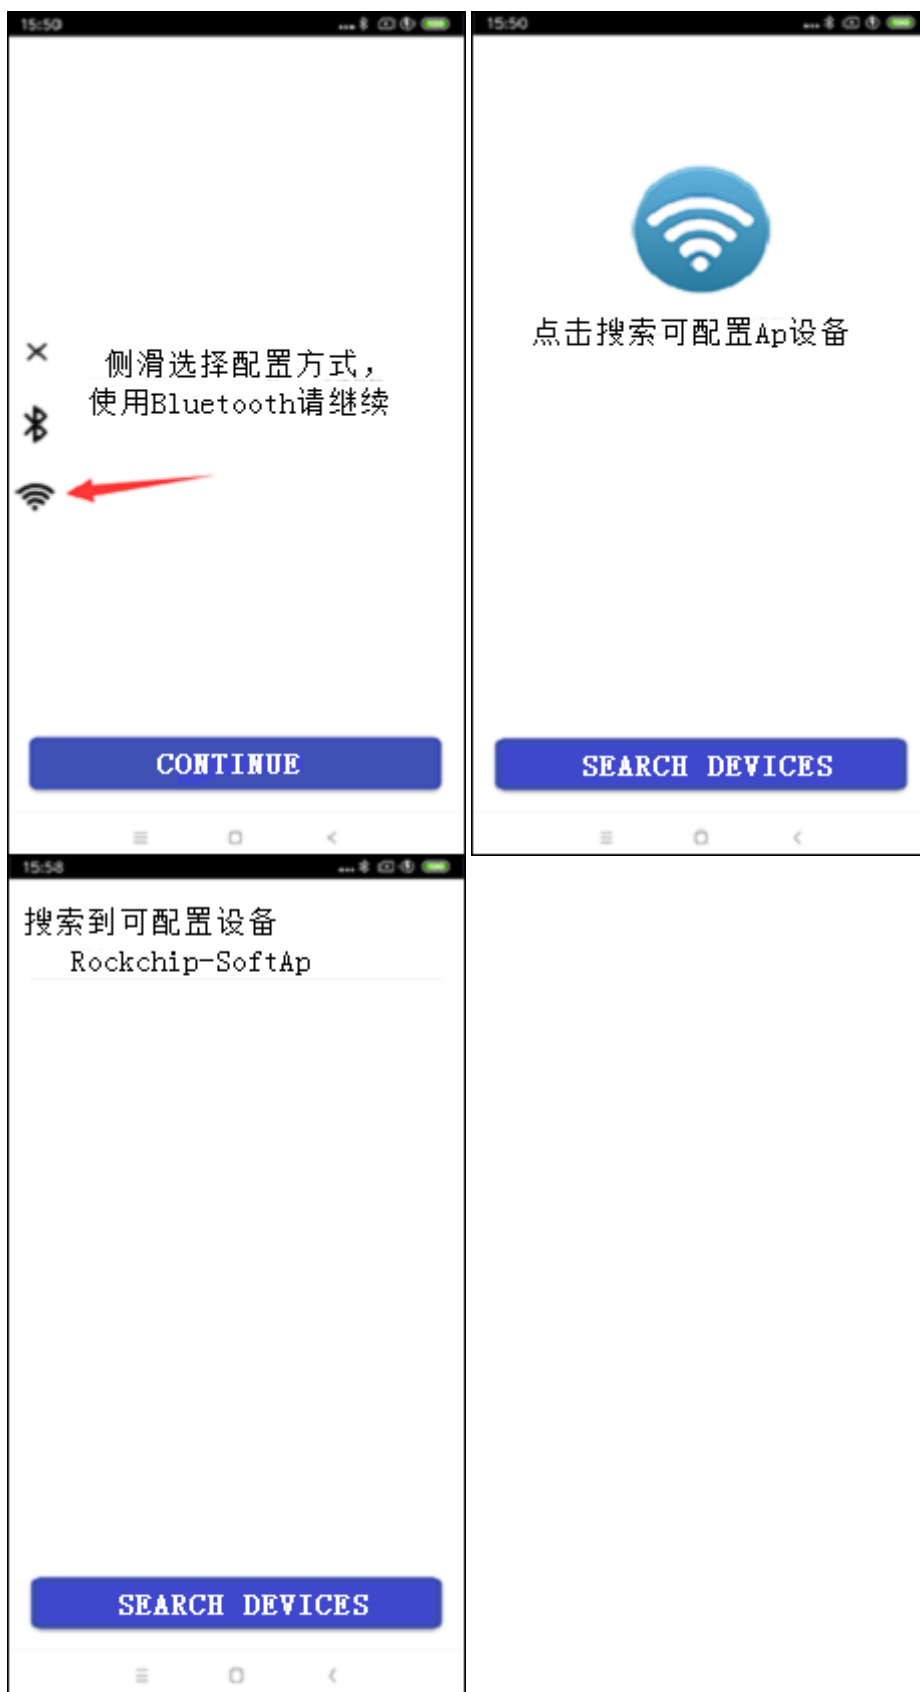 15:50
侧滑选择配置方式，
使用Bluetooth请继续
CONTINUE
15:50
点击搜索可配置Ap设备
SEARCH DEVICES
15:58
搜索到可配置设备
Rockchip-SoftAp
SEARCH DEVICES